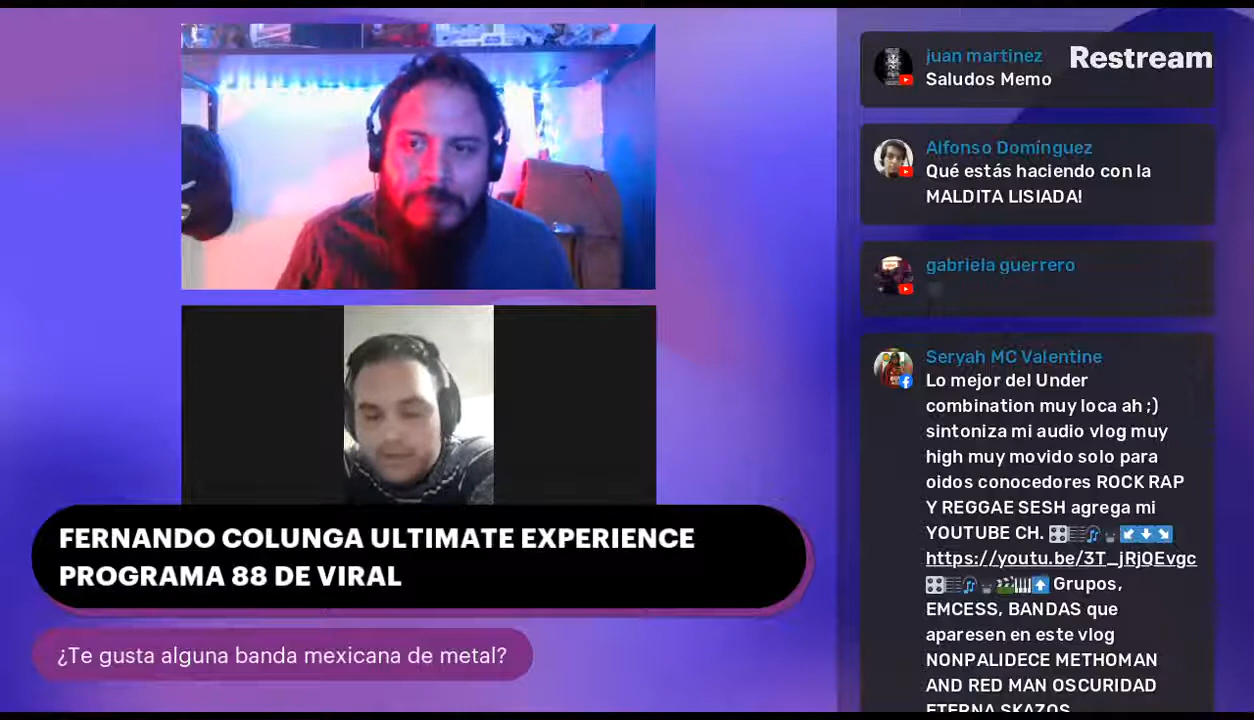 juan martinez
Restream
Saludos Memo
Alfonso Domínguez
Qué estás haciendo con la
MALDITA LISIADA!
gabriela guerrero
Seryah MC Valentine
Lo mejor del Under
combination muy loca ah ;)
sintoniza mi audio vlog muy
high muy movido solo para
oidos conocedores ROCK RAP
Y REGGAE SESH agrega mi
YOUTUBE CH.
https://youtu.be/3T_jRjQEvgc
Grupos,
EMCESS, BANDAS que
aparesen en este vlog
NONPALIDECE METHOMAN
AND RED MAN OSCURIDAD
ETERNA SKAZOS
FERNANDO COLUNGA ULTIMATE EXPERIENCE
PROGRAMA 88 DE VIRAL
¿Te gusta alguna banda mexicana de metal?